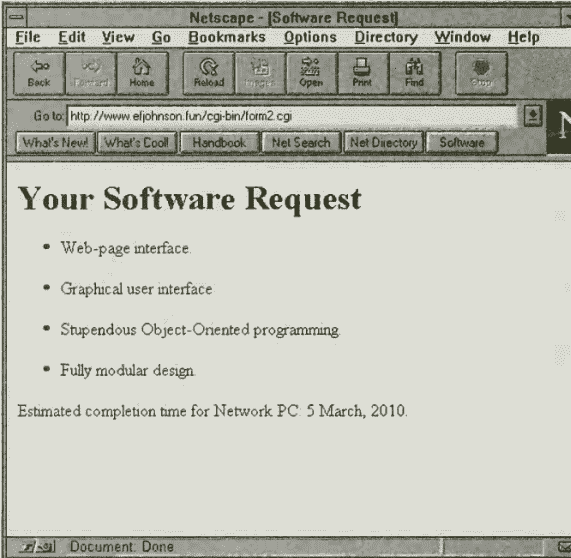 Netscape - [Software Request]
File Edit View Go Bookmarks Options Directory Window Help
Back Forward Home Reload Images Open Print Find Stop
Go to: http://www.eljohnson.fun/cgi-bin/form2.cgi
What's New! What's Cool! Handbook Net Search Net Directory Software
N
Your Software Request
• Web-page interface.
• Graphical user interface
• Stupendous Object-Oriented programming.
• Fully modular design.
Estimated completion time for Network PC: 5 March, 2010.
Document: Done